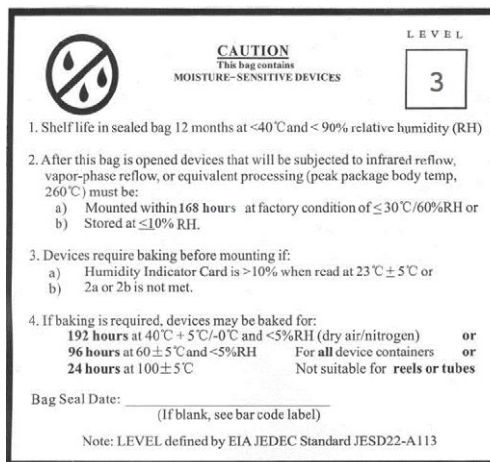 LEVEL
3
CAUTION
This bag contains
MOISTURE-SENSITIVE DEVICES
1. Shelf life in sealed bag 12 months at <40℃and < 90% relative humidity (RH)
2. After this bag is opened devices that will be subjected to infrared reflow,
vapor-phase reflow, or equivalent processing (peak package body temp,
260℃) must be:
a) Mounted within 168 hours at factory condition of ≤30℃/60%RH or
b) Stored at ≤10% RH.
3. Devices require baking before mounting if:
a) Humidity Indicator Card is >10% when read at 23℃±5℃ or
b) 2a or 2b is not met.
4. If baking is required, devices may be baked for:
192 hours at 40℃ + 5℃/-0℃ and <5%RH (dry air/nitrogen) or
96 hours at 60±5℃and <5%RH For all device containers or
24 hours at 100±5℃ Not suitable for reels or tubes
Bag Seal Date:
(If blank, see bar code label)
Note: LEVEL defined by EIA JEDEC Standard JESD22-A113